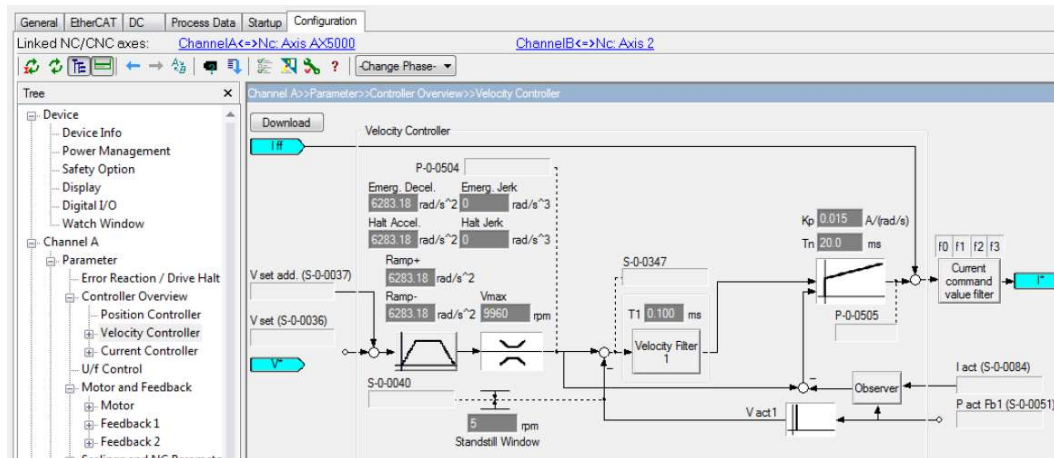 General EtherCAT DC Process Data Startup Configuration
Linked NC/CNC axes: ChannelA<=>Nc: Axis AX5000 ChannelB<=>Nc: Axis 2
-Change Phase-
Tree
Channel A>>Parameter>>Controller Overview>>Velocity Controller
Device
Device Info
Power Management
Safety Option
Display
Digital I/O
Watch Window
Channel A
Parameter
Error Reaction / Drive Halt
Controller Overview
Position Controller
Velocity Controller
Current Controller
U/f Control
Motor and Feedback
Motor
Feedback 1
Feedback 2
Download
Velocity Controller
I ff
P-0-0504
Emerg. Decel. Emerg. Jerk
6283.18 rad/s^2 0 rad/s^3
Halt Accel. Halt Jerk
6283.18 rad/s^2 0 rad/s^3
Ramp+
6283.18
rad/s^2
Ramp- Vmax
6283.18 rad/s^2 9960 rpm
V set add. (S-0-0037)
V set (S-0-0036)
V*
S-0-0040
5 rpm
Standstill Window
S-0-0347
T1 0.100 ms
Velocity Filter
1
Kp 0.015 A/(rad/s)
Tn 20.0 ms
P-0-0505
f0 f1 f2 f3
Current
command
value filter
I*
I act (S-0-0084)
Observer
P act Fb1 (S-0-0051)
V act1